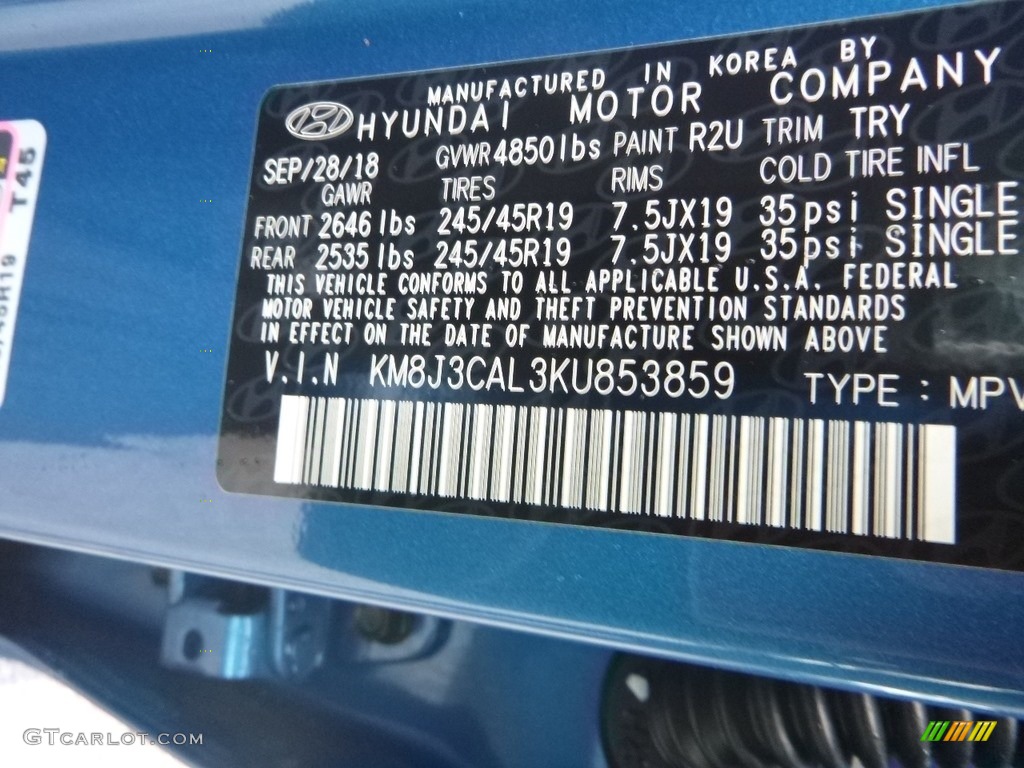 MANUFACTURED IN KOREA BY
HYUNDAI MOTOR COMPANY
SEP/28/18 GVWR 4850lbs PAINT R2U TRIM TRY
GAWR TIRES RIMS COLD TIRE INFL
FRONT 2646 lbs 245/45R19 7.5JX19 35psi SINGLE
REAR 2535 lbs 245/45R19 7.5JX19 35psi SINGLE
THIS VEHICLE CONFORMS TO ALL APPLICABLE U.S.A. FEDERAL
MOTOR VEHICLE SAFETY AND THEFT PREVENTION STANDARDS
IN EFFECT ON THE DATE OF MANUFACTURE SHOWN ABOVE
V.I.N KM8J3CAL3KU853859 TYPE : MPV
T45
GTCARLOT.COM